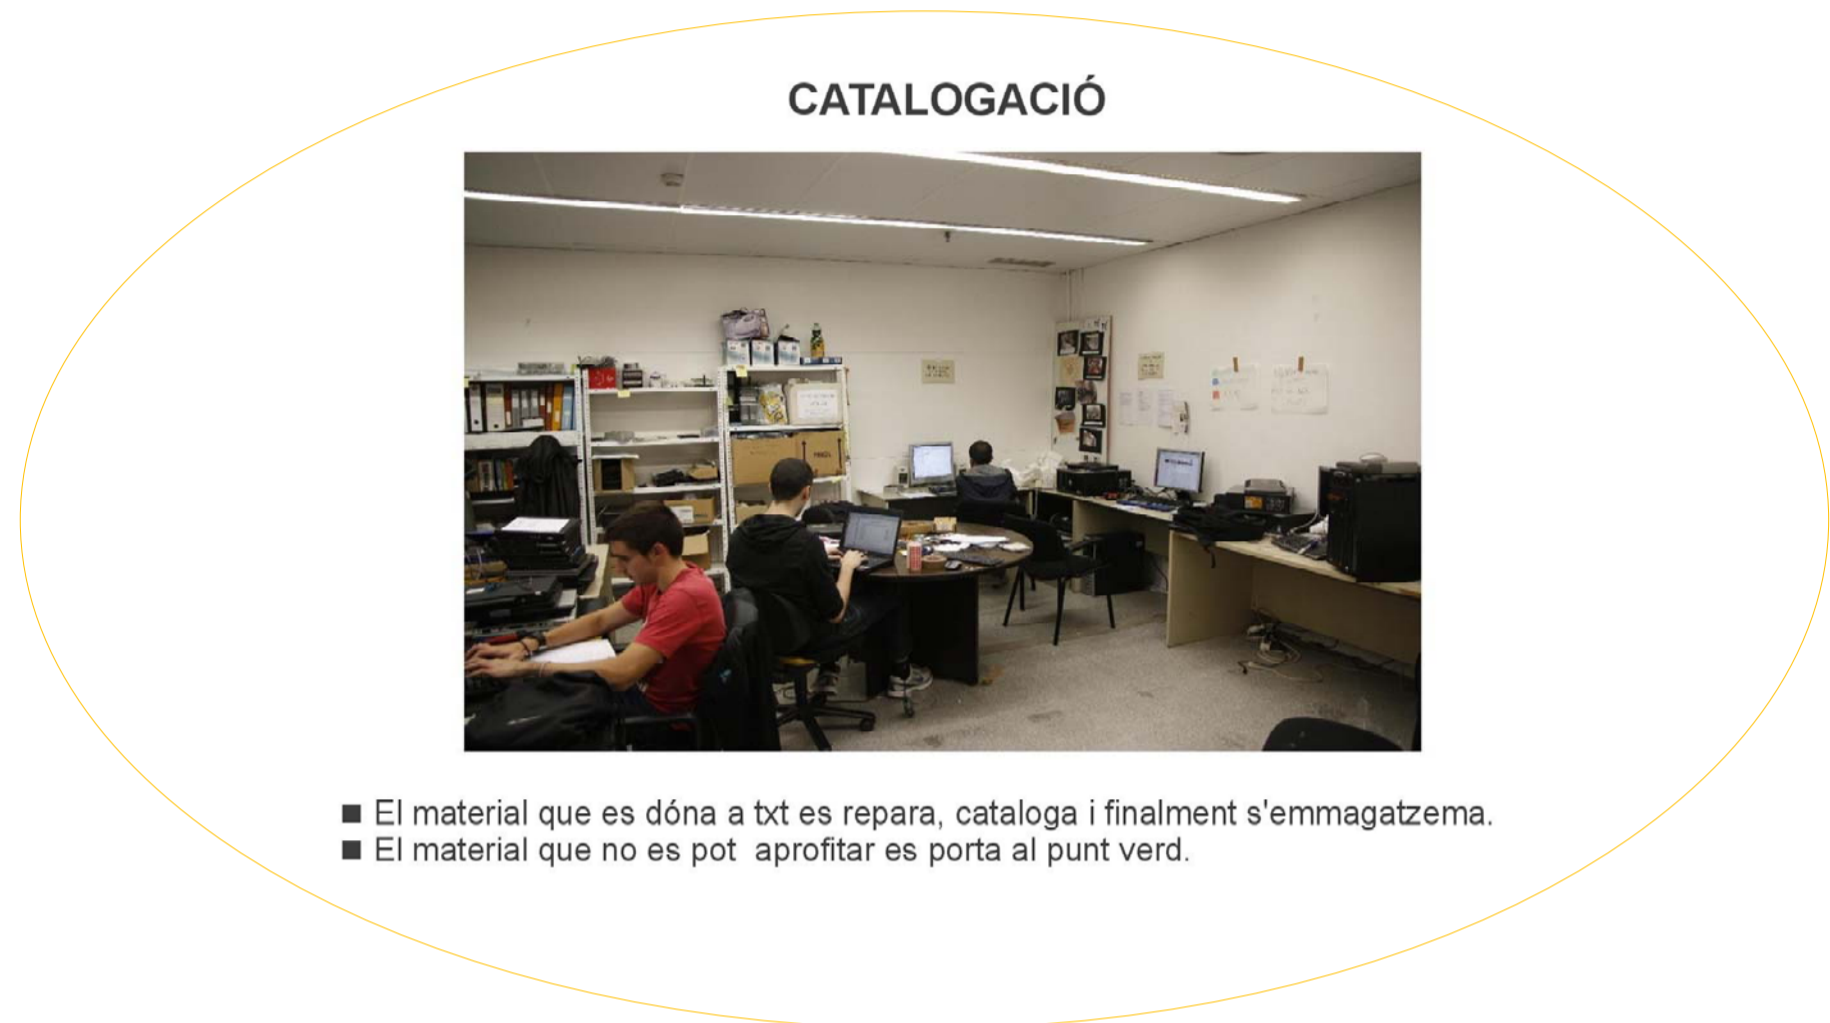 CATALOGACIÓ
■ El material que es dóna a txt es repara, cataloga i finalment s'emmagatzema.
■ El material que no es pot  aprofitar es porta al punt verd.